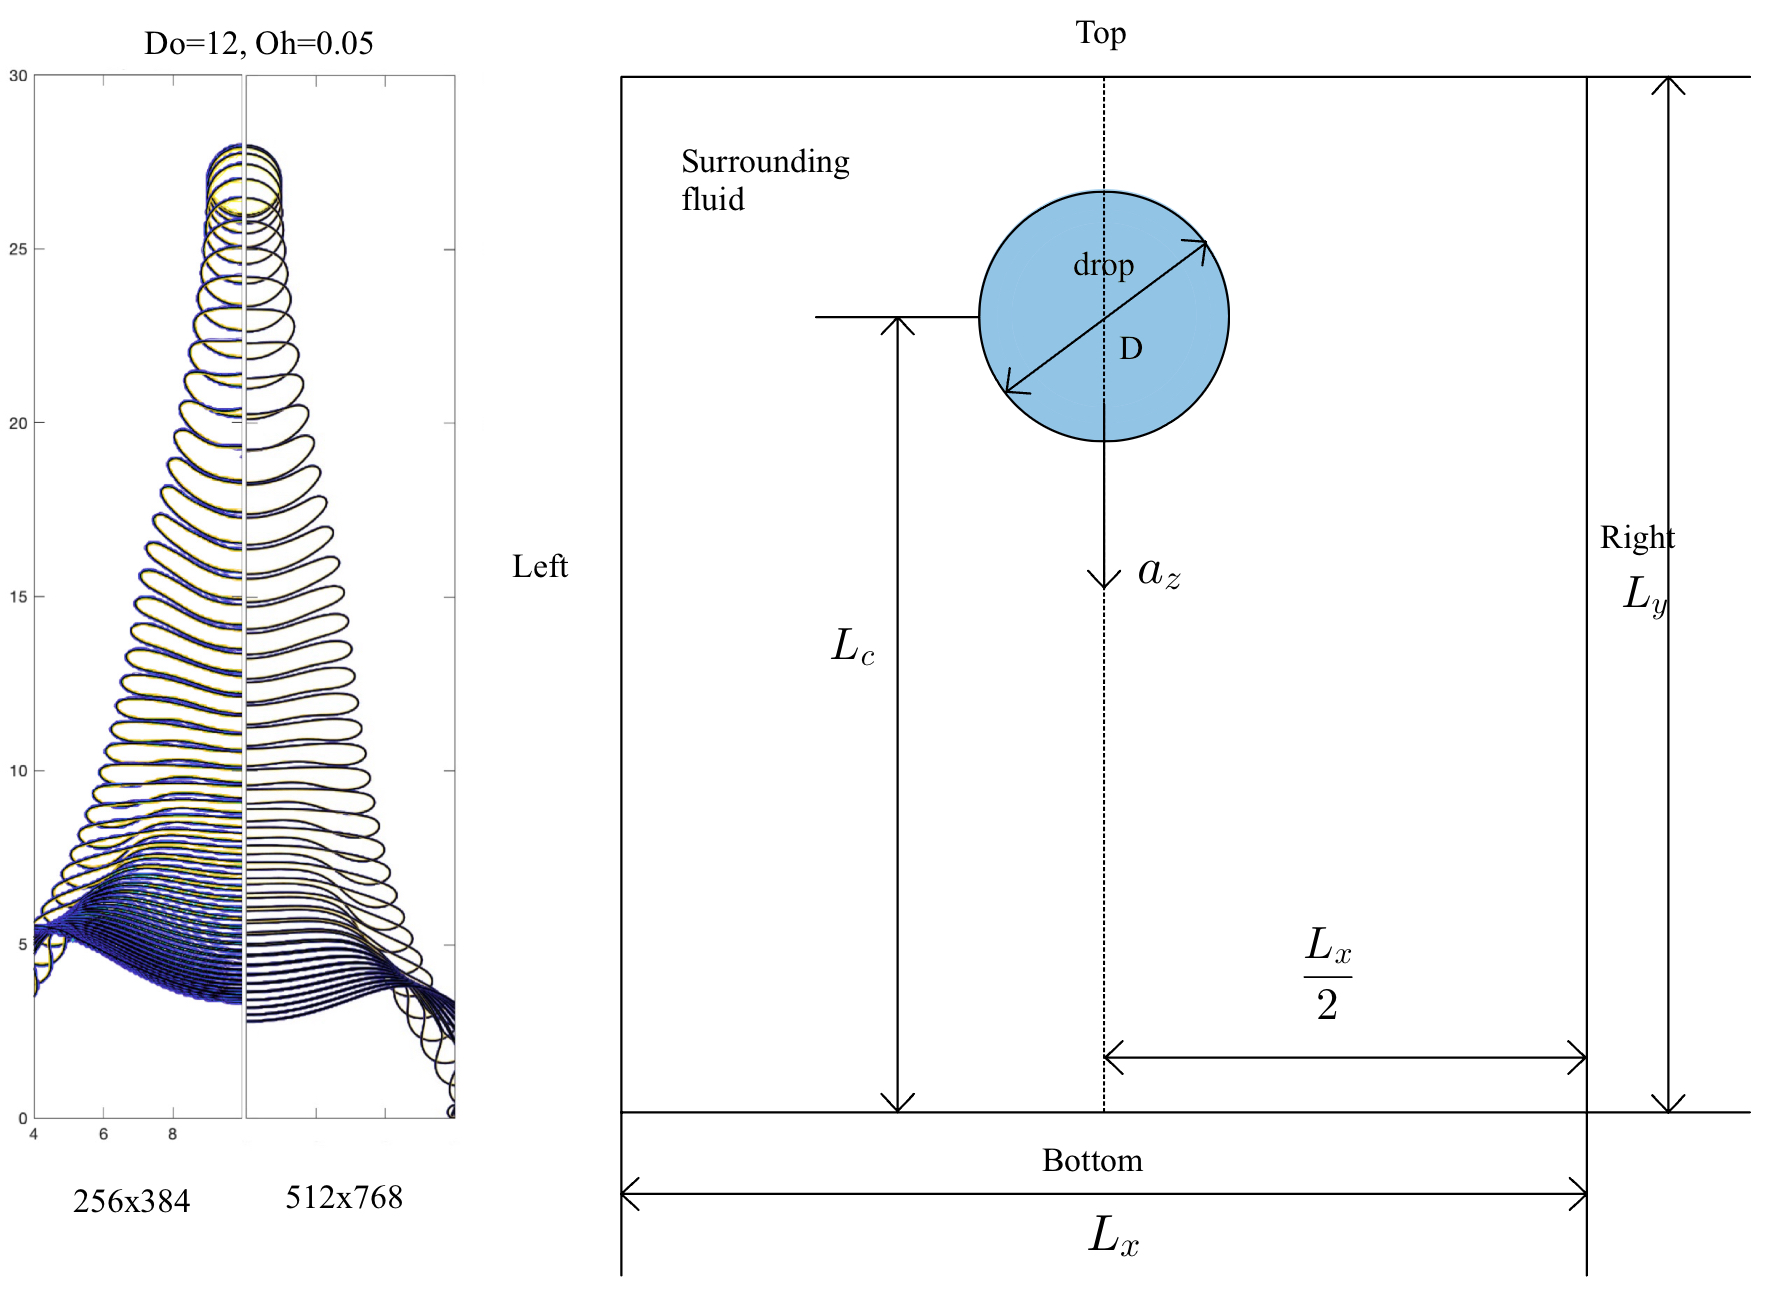 Do=12, Oh=0.05
30
25
20
15
10
5
0
4 6 8
256x384
512x768
Top
Surrounding
fluid
drop
D
a_z
Left
Right
L_y
L_c
L_x
2
Bottom
L_x